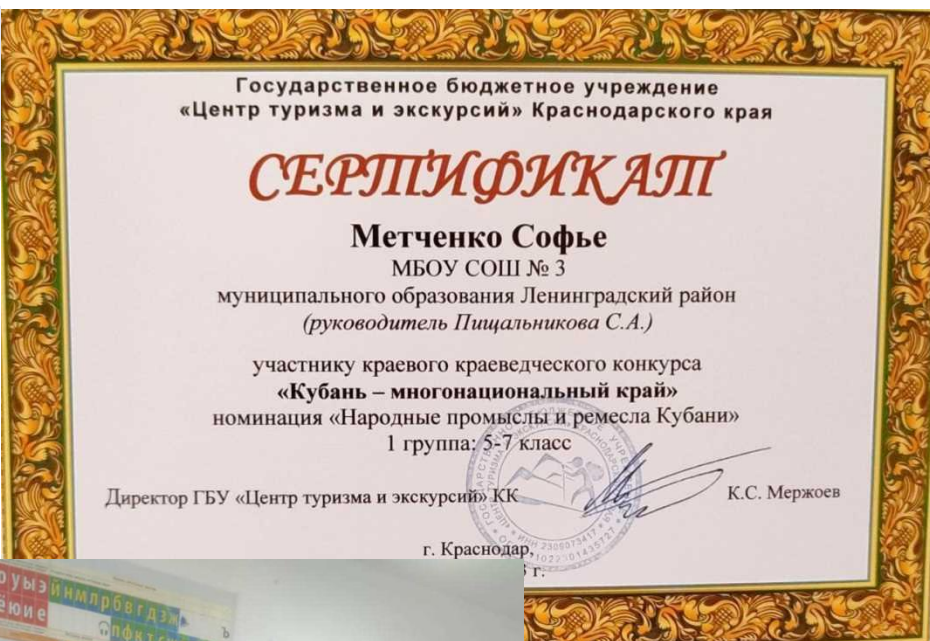 Государственное бюджетное учреждение
«Центр туризма и экскурсий» Краснодарского края
СЕРТИФИКАТ
Метченко Софье
МБОУ СОШ № 3
муниципального образования Ленинградский район
(руководитель Пищальникова С.А.)
участнику краевого краеведческого конкурса
«Кубань – многонациональный край»
номинация «Народные промыслы и ремесла Кубани»
1 группа: 5-7 класс
Директор ГБУ «Центр туризма и экскурсий» КК
К.С. Мержоев
г. Краснодар,
г.
о у ы э й н м л р б в г д з ж
ё ю и е
п ф к т
ъ